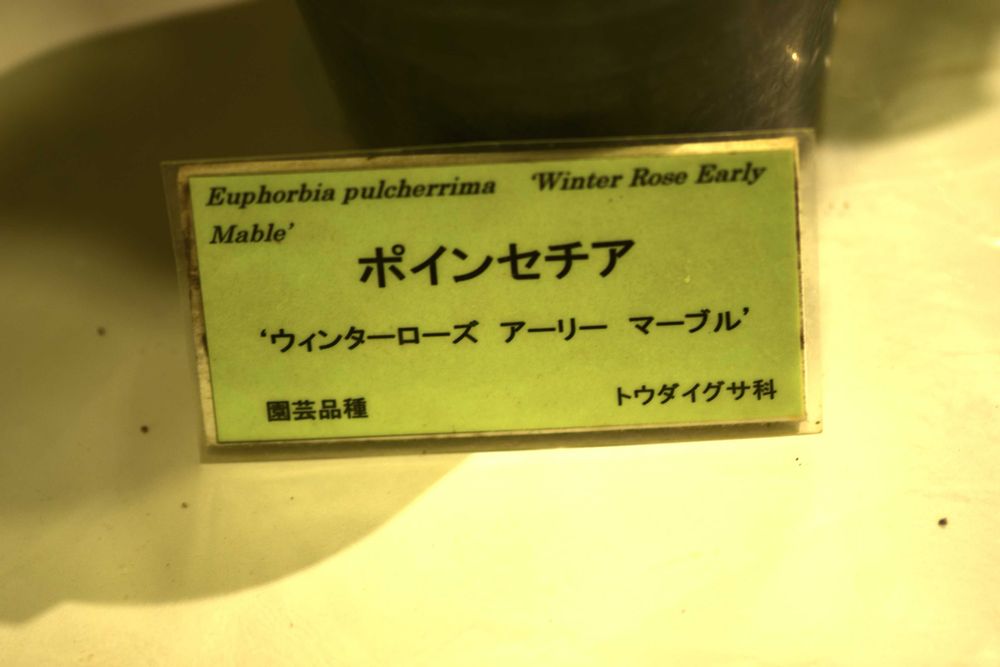 Euphorbia pulcherrima 'Winter Rose Early
Mable'
ポインセチア
‘ウィンターローズ アーリー マーブル’
園芸品種 トウダイグサ科